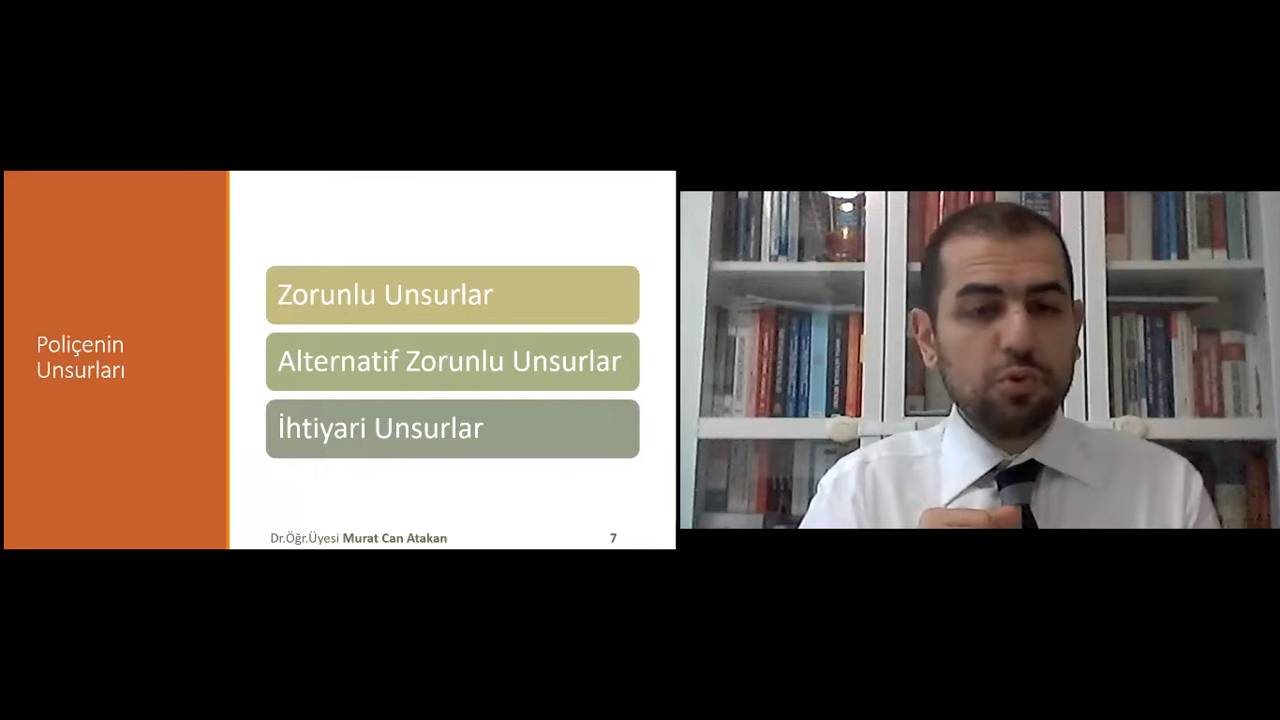 Poliçenin
Unsurları
Zorunlu Unsurlar
Alternatif Zorunlu Unsurlar
İhtiyari Unsurlar
Dr.Öğr.Üyesi Murat Can Atakan
7